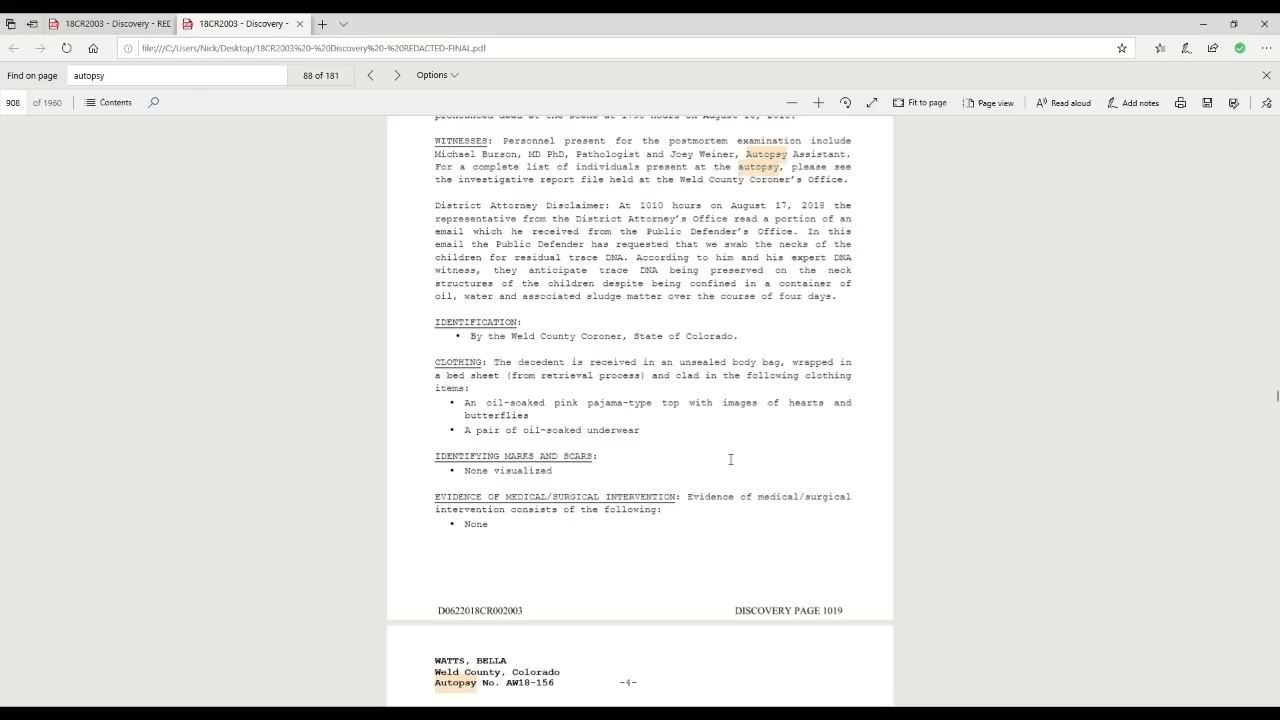 18CR2003 - Discovery - RED
18CR2003 - Discovery -
file:///C:/Users/Nick/Desktop/18CR2003%20-%20Discovery%20-%20REDACTED-FINAL.pdf
Find on page autopsy 88 of 181 Options
908 of 1960 Contents Fit to page Page view Read aloud Add notes
pronounced dead at the scene at 1750 hours on August 16, 2018.
WITNESSES: Personnel present for the postmortem examination include
Michael Burson, MD PhD, Pathologist and Joey Weiner, Autopsy Assistant.
For a complete list of individuals present at the autopsy, please see
the investigative report file held at the Weld County Coroner's Office.
District Attorney Disclaimer: At 1010 hours on August 17, 2018 the
representative from the District Attorney's Office read a portion of an
email which he received from the Public Defender's Office. In this
email the Public Defender has requested that we swab the necks of the
children for residual trace DNA. According to him and his expert DNA
witness, they anticipate trace DNA being preserved on the neck
structures of the children despite being confined in a container of
oil, water and associated sludge matter over the course of four days.
IDENTIFICATION:
• By the Weld County Coroner, State of Colorado.
CLOTHING: The decedent is received in an unsealed body bag, wrapped in
a bed sheet (from retrieval process) and clad in the following clothing
items:
• An oil-soaked pink pajama-type top with images of hearts and
butterflies
• A pair of oil-soaked underwear
IDENTIFYING MARKS AND SCARS:
• None visualized
EVIDENCE OF MEDICAL/SURGICAL INTERVENTION: Evidence of medical/surgical
intervention consists of the following:
• None
D0622018CR002003 DISCOVERY PAGE 1019
WATTS, BELLA
Weld County, Colorado
Autopsy No. AW18-156 -4-